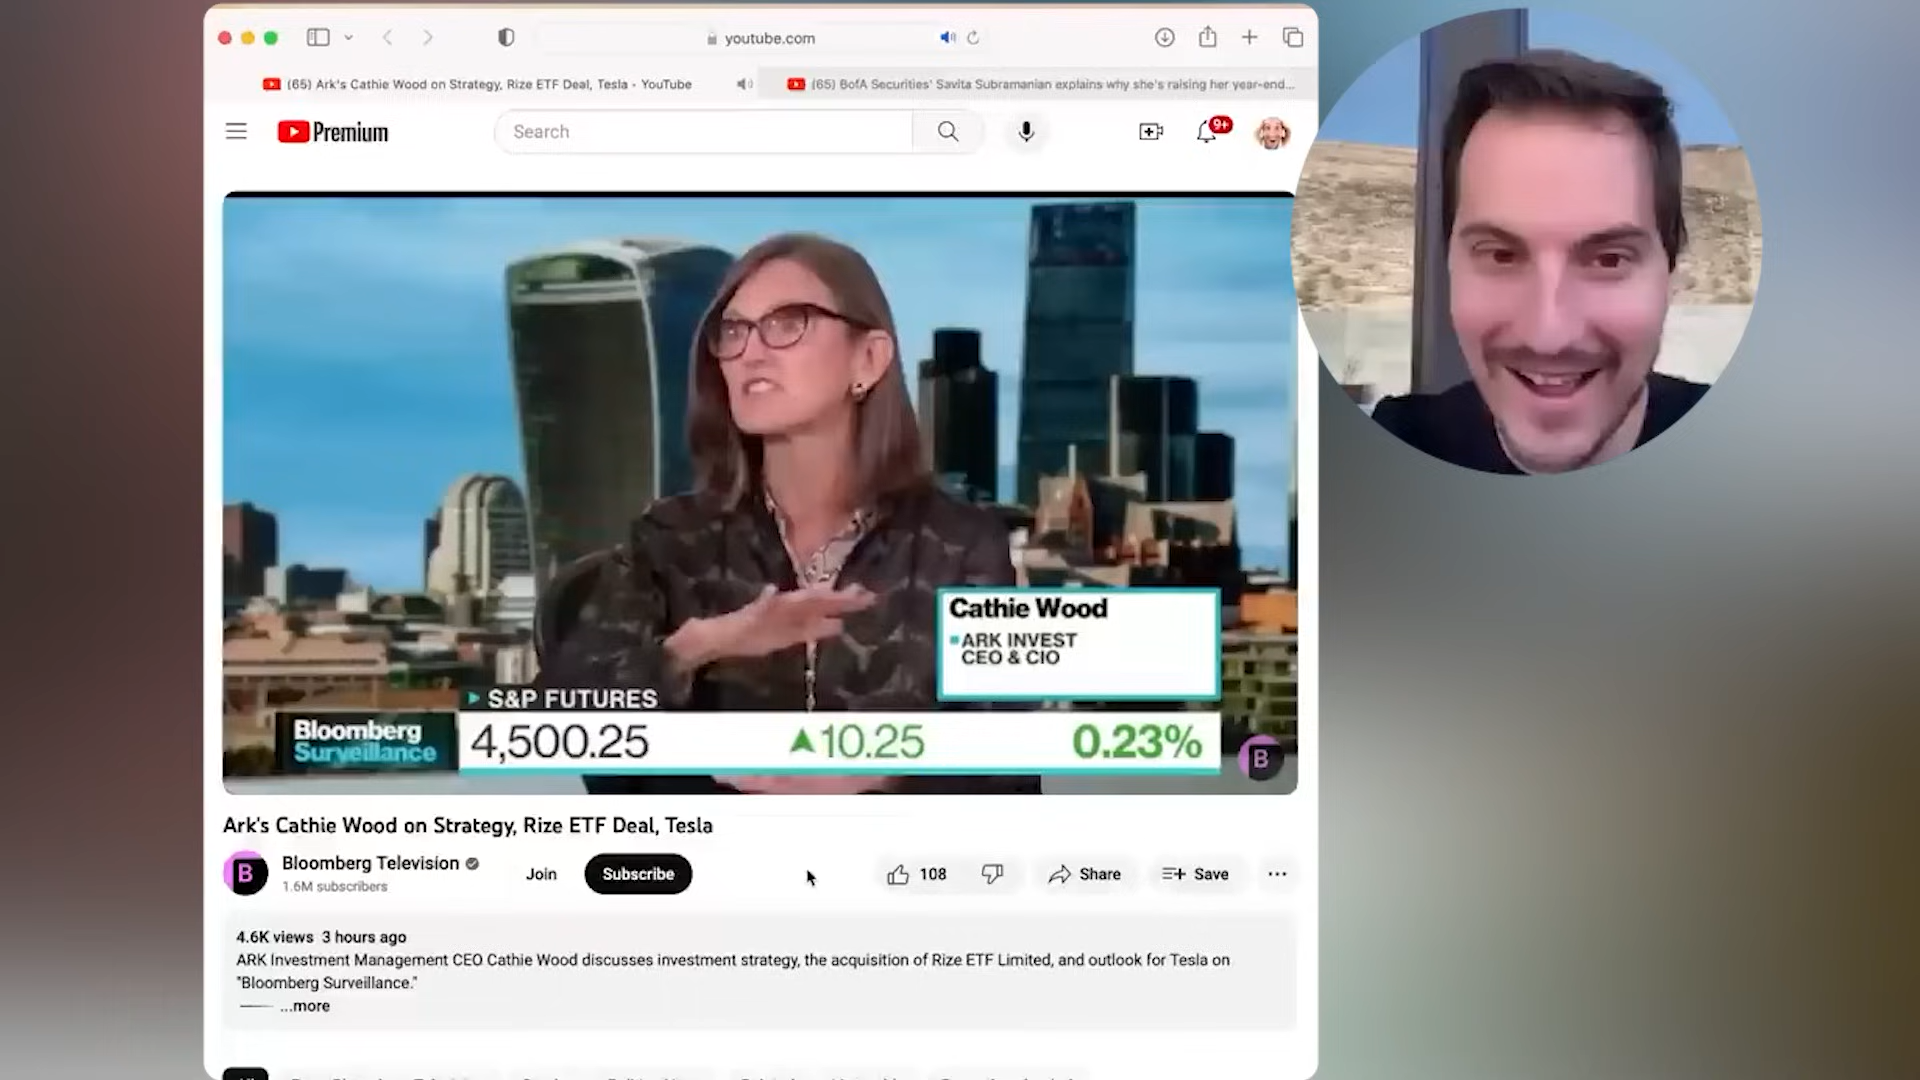 youtube.com
(65) Ark's Cathie Wood on Strategy, Rize ETF Deal, Tesla - YouTube
(65) BofA Securities' Savita Subramanian explains why she's raising her year-end...
Premium
Search
9+
Cathie Wood
ARK INVEST
CEO & CIO
S&P FUTURES
Bloomberg
Surveillance
4,500.25 ▲10.25 0.23%
B
Ark's Cathie Wood on Strategy, Rize ETF Deal, Tesla
B
Bloomberg Television
1.6M subscribers
Join
Subscribe
108
Share
Save
4.6K views 3 hours ago
ARK Investment Management CEO Cathie Wood discusses investment strategy, the acquisition of Rize ETF Limited, and outlook for Tesla on
"Bloomberg Surveillance."
...more